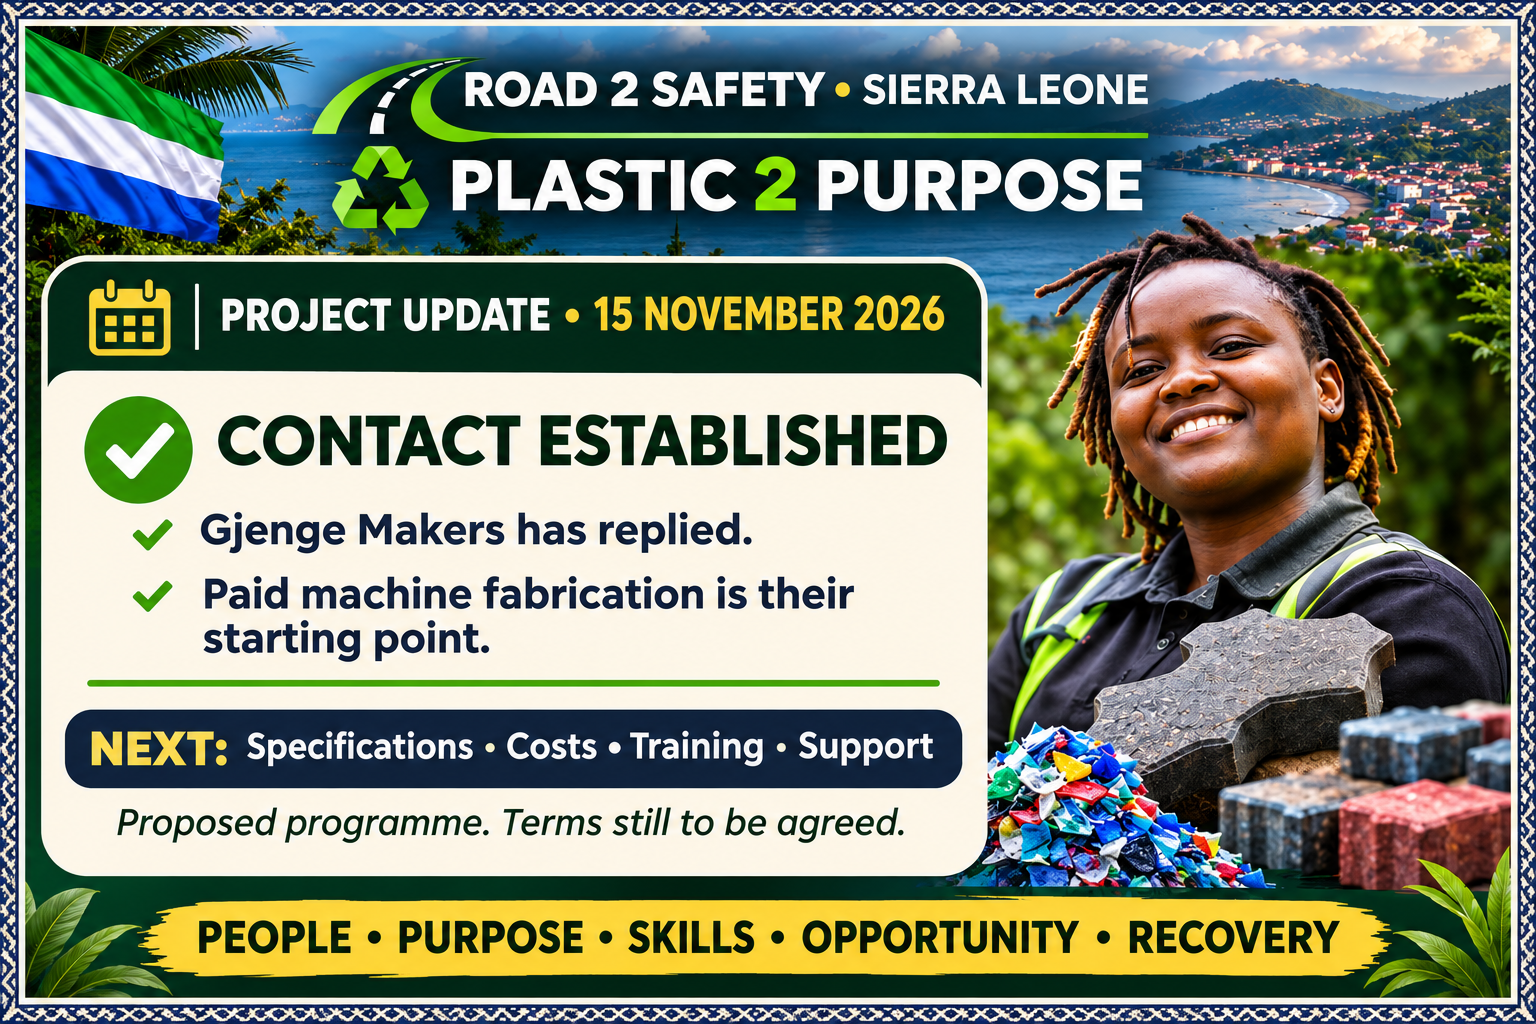 ROAD 2 SAFETY • SIERRA LEONE
PLASTIC 2 PURPOSE
PROJECT UPDATE • 15 NOVEMBER 2026
CONTACT ESTABLISHED
Gjenge Makers has replied.
Paid machine fabrication is their
starting point.
NEXT: Specifications • Costs • Training • Support
Proposed programme. Terms still to be agreed.
PEOPLE • PURPOSE • SKILLS • OPPORTUNITY • RECOVERY